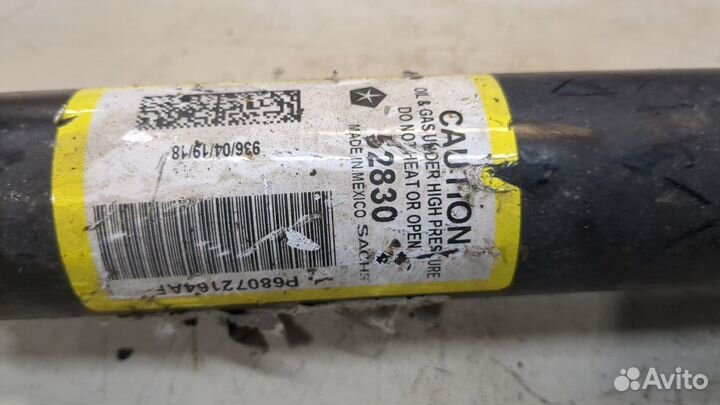 CAUTION
OIL & GAS UNDER HIGH PRESSURE
DO NOT HEAT OR OPEN
2830
MADE IN MEXICO SACHS
936/04/19/18
P68072164AF
Avito